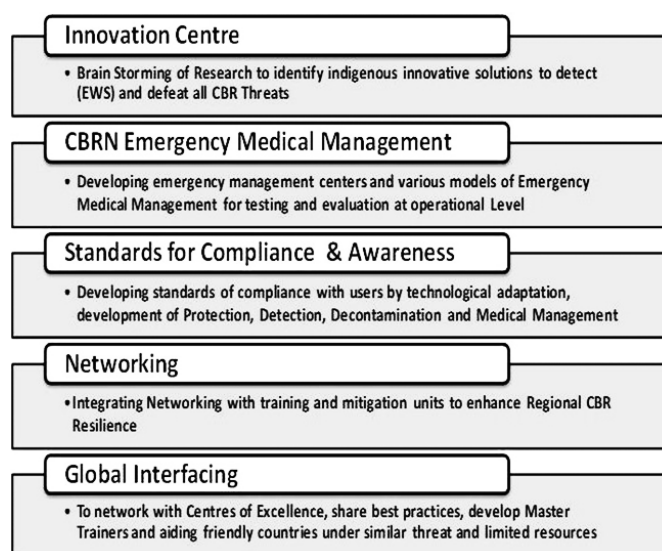 Innovation Centre
• Brain Storming of Research to identify indigenous innovative solutions to detect
(EWS) and defeat all CBR Threats
CBRN Emergency Medical Management
• Developing emergency management centers and various models of Emergency
Medical Management for testing and evaluation at operational Level
Standards for Compliance & Awareness
• Developing standards of compliance with users by technological adaptation,
development of Protection, Detection, Decontamination and Medical Management
Networking
•Integrating Networking with training and mitigation units to enhance Regional CBR
Resilience
Global Interfacing
• To network with Centres of Excellence, share best practices, develop Master
Trainers and aiding friendly countries under similar threat and limited resources